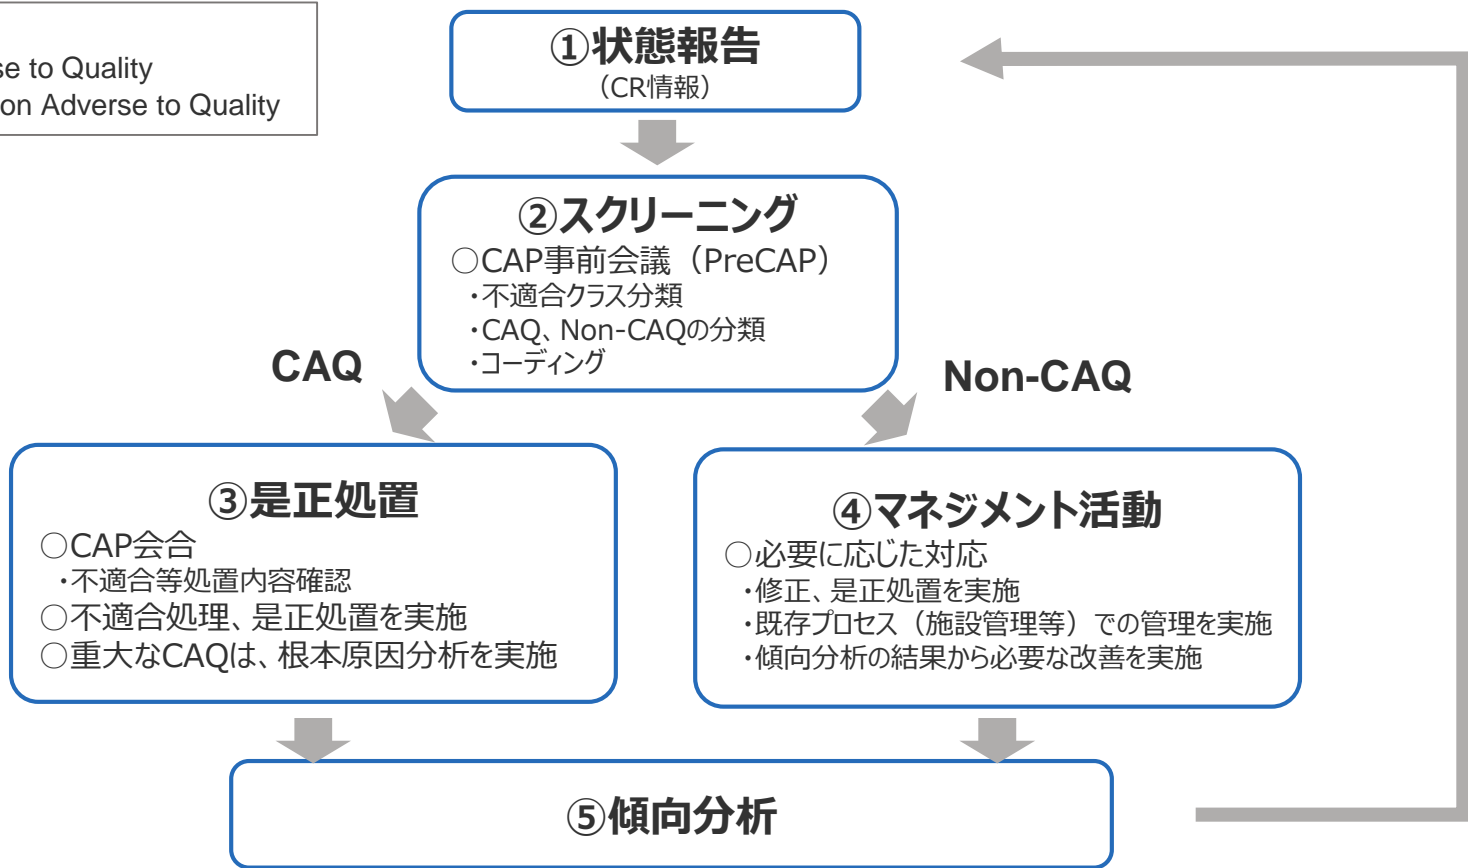 se to Quality
on Adverse to Quality
①状態報告
（CR情報）
②スクリーニング
○CAP事前会議（PreCAP）
・不適合クラス分類
・CAQ、Non-CAQの分類
・コーディング
CAQ
Non-CAQ
③是正処置
○CAP会合
・不適合等処置内容確認
○不適合処理、是正処置を実施
○重大なCAQは、根本原因分析を実施
④マネジメント活動
○必要に応じた対応
・修正、是正処置を実施
・既存プロセス（施設管理等）での管理を実施
・傾向分析の結果から必要な改善を実施
⑤傾向分析